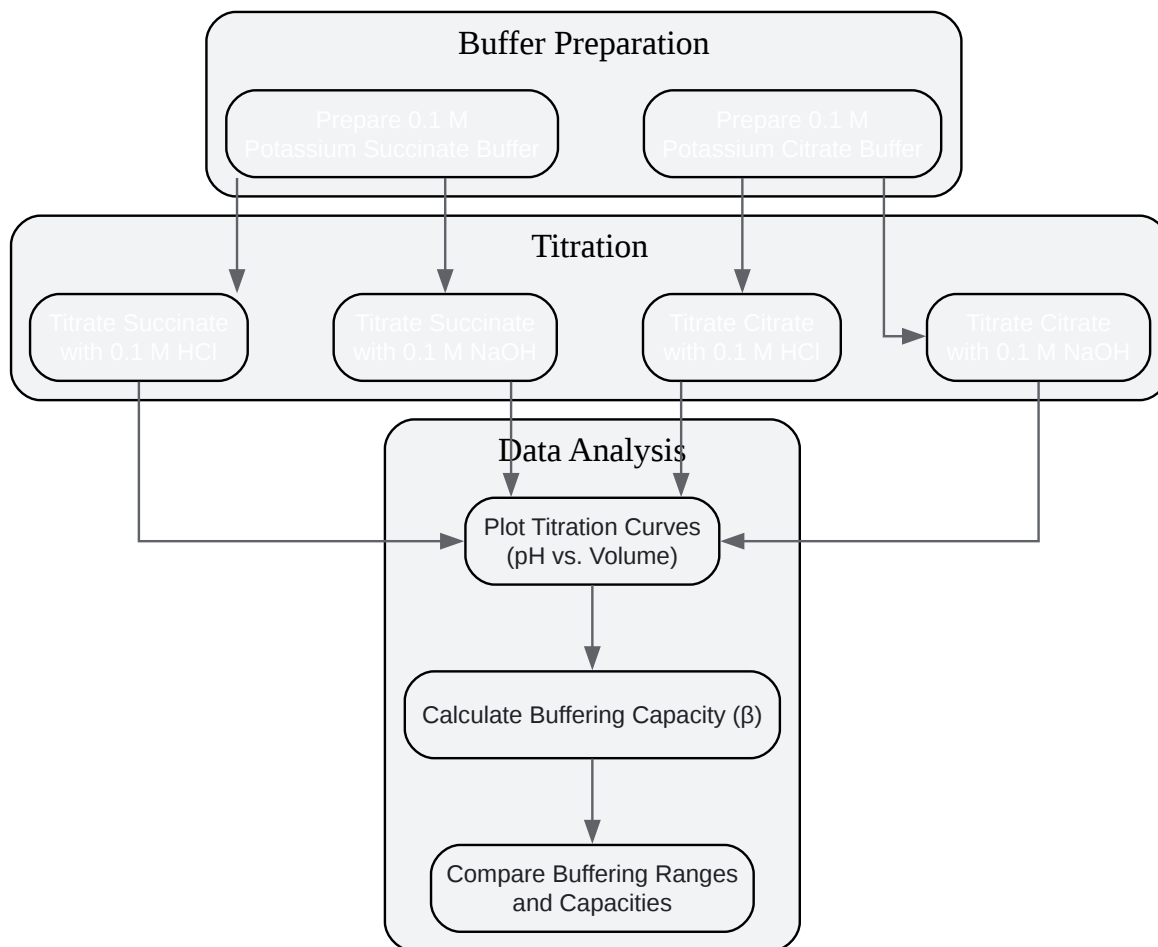 Buffer Preparation
Prepare 0.1 M
Potassium Succinate Buffer
Prepare 0.1 M
Potassium Citrate Buffer
Titration
Titrate Succinate
with 0.1 M HCl
Titrate Succinate
with 0.1 M NaOH
Titrate Citrate
with 0.1 M HCl
Titrate Citrate
with 0.1 M NaOH
Data Analysis
Plot Titration Curves
(pH vs. Volume)
Calculate Buffering Capacity (β)
Compare Buffering Ranges
and Capacities